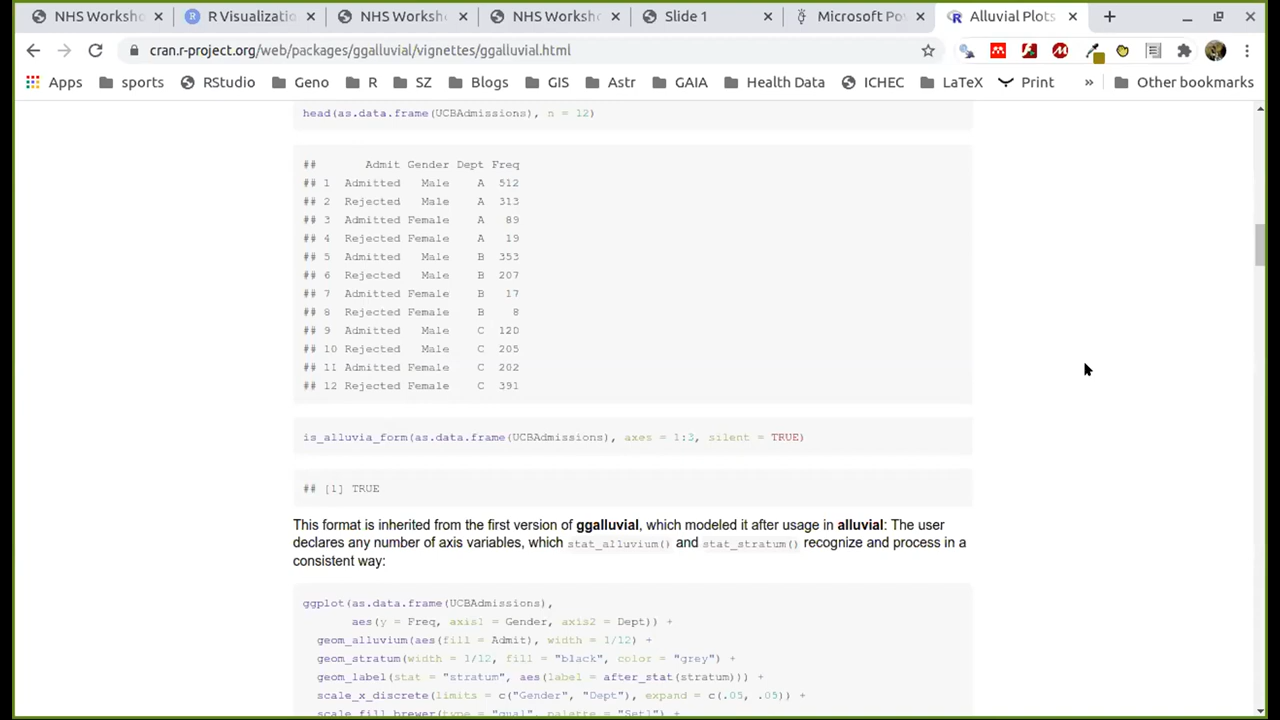 NHS Worksh
R Visualizatio
NHS Worksh
NHS Worksh
Slide 1
Microsoft Po
Alluvial Plots
cran.r-project.org/web/packages/ggalluvial/vignettes/ggalluvial.html
Apps sports RStudio Geno R SZ Blogs GIS Astr GAIA Health Data ICHEC LaTeX Print » Other bookmarks
head(as.data.frame(UCBAdmissions), n = 12)
## Admit Gender Dept Freq
## 1 Admitted Male A 512
## 2 Rejected Male A 313
## 3 Admitted Female A 89
## 4 Rejected Female A 19
## 5 Admitted Male B 353
## 6 Rejected Male B 207
## 7 Admitted Female B 17
## 8 Rejected Female B 8
## 9 Admitted Male C 120
## 10 Rejected Male C 205
## 11 Admitted Female C 202
## 12 Rejected Female C 391
is_alluvia_form(as.data.frame(UCBAdmissions), axes = 1:3, silent = TRUE)
## [1] TRUE
This format is inherited from the first version of ggalluvial, which modeled it after usage in alluvial: The user
declares any number of axis variables, which stat_alluvium() and stat_stratum() recognize and process in a
consistent way:
ggplot(as.data.frame(UCBAdmissions),
aes(y = Freq, axis1 = Gender, axis2 = Dept)) +
geom_alluvium(aes(fill = Admit), width = 1/12) +
geom_stratum(width = 1/12, fill = "black", color = "grey") +
geom_label(stat = "stratum", aes(label = after_stat(stratum))) +
scale_x_discrete(limits = c("Gender", "Dept"), expand = c(.05, .05)) +
scale_fill_brewer(type = "qual", palette = "Set1") +